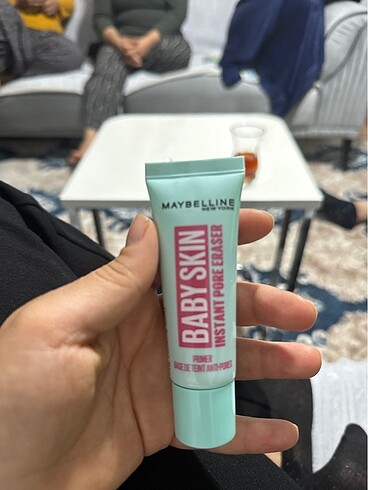 MAYBELLINE
NEW YORK
BABY SKIN
INSTANT PORE ERASER
PRIMER
BASE DE TEINT ANTI-PORES